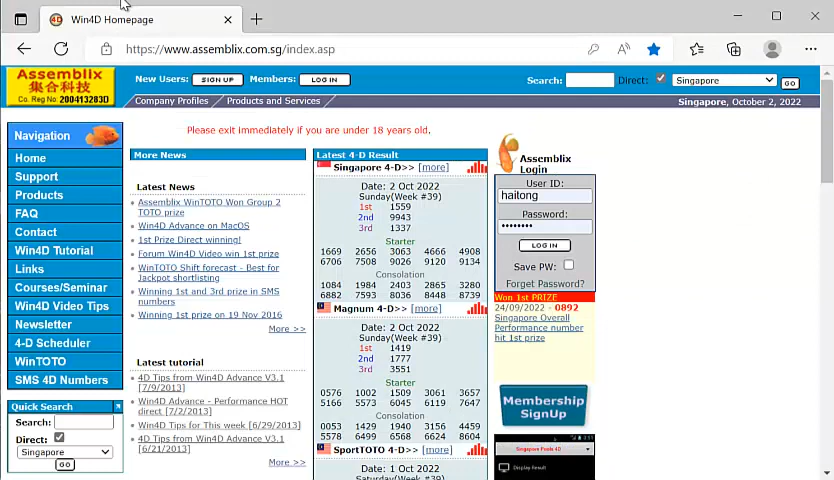 Win4D Homepage
https://www.assemblix.com.sg/index.asp
Assemblix
集合科技
Co. Reg No: 200413283D
New Users: SIGN UP Members: LOG IN
Search: Direct: Singapore GO
Company Profiles Products and Services
Singapore, October 2, 2022
Navigation
Home
Support
Products
FAQ
Contact
Win4D Tutorial
Links
Courses/Seminar
Win4D Video Tips
Newsletter
4-D Scheduler
WinTOTO
SMS 4D Numbers
Quick Search
Search:
Direct:
Singapore
GO
Please exit immediately if you are under 18 years old.
More News
Latest News
Assemblix WinTOTO Won Group 2
TOTO prize
Win4D Advance on MacOS
1st Prize Direct winning!
Forum Win4D Video win 1st prize
WinTOTO Shift forecast - Best for
Jackpot shortlisting
Winning 1st and 3rd prize in SMS
numbers
Winning 1st prize on 19 Nov 2016
More >>
Latest tutorial
4D Tips from Win4D Advance V3.1
[7/9/2013]
Win4D Advance - Performance HOT
direct [7/2/2013]
Win4D Tips for This week [6/29/2013]
4D Tips from Win4D Advance V3.1
[6/21/2013]
More >>
Latest 4-D Result
Singapore 4-D>> [more]
Date: 2 Oct 2022
Sunday(Week #39)
1st 1559
2nd 9943
3rd 1337
Starter
1669 2656 3063 4666 4908
6706 7508 9026 9120 9134
Consolation
1084 1984 2423 2865 3280
6882 7593 8036 8448 8739
Magnum 4-D>> [more]
Date: 2 Oct 2022
Sunday(Week #39)
1st 1419
2nd 1777
3rd 3551
Starter
0576 1002 1509 3061 3657
5166 5573 6045 6119 7647
Consolation
0053 1429 1940 3156 4459
5578 6499 6568 6624 8604
SportTOTO 4-D>> [more]
Date: 1 Oct 2022
Assemblix
Login
User ID:
hailong
Password:
••••••••
LOG IN
Save PW:
Forget Password?
Won 1st PRIZE
24/09/2022 - 0892
Singapore Overall
Performance number
hit 1st prize
Membership
SignUp
Singapore Pools 4D
Display Result